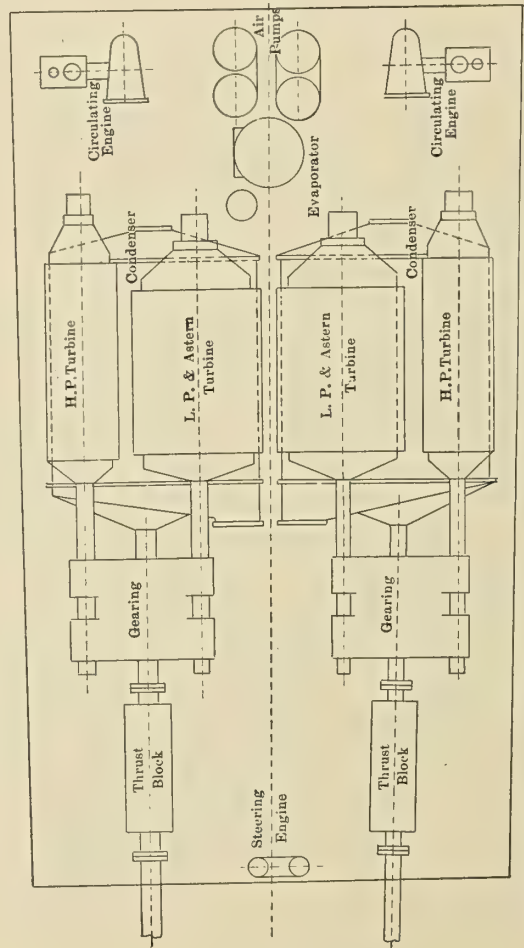 Circulating
Engine
Air
Pumps
Circulating
Engine
Evaporator
Condenser
Condenser
H.P.Turbine
L. P. & Astern
Turbine
L. P. & Astern
Turbine
H.P.Turbine
Gearing
Gearing
Thrust
Block
Thrust
Block
Steering
Engine